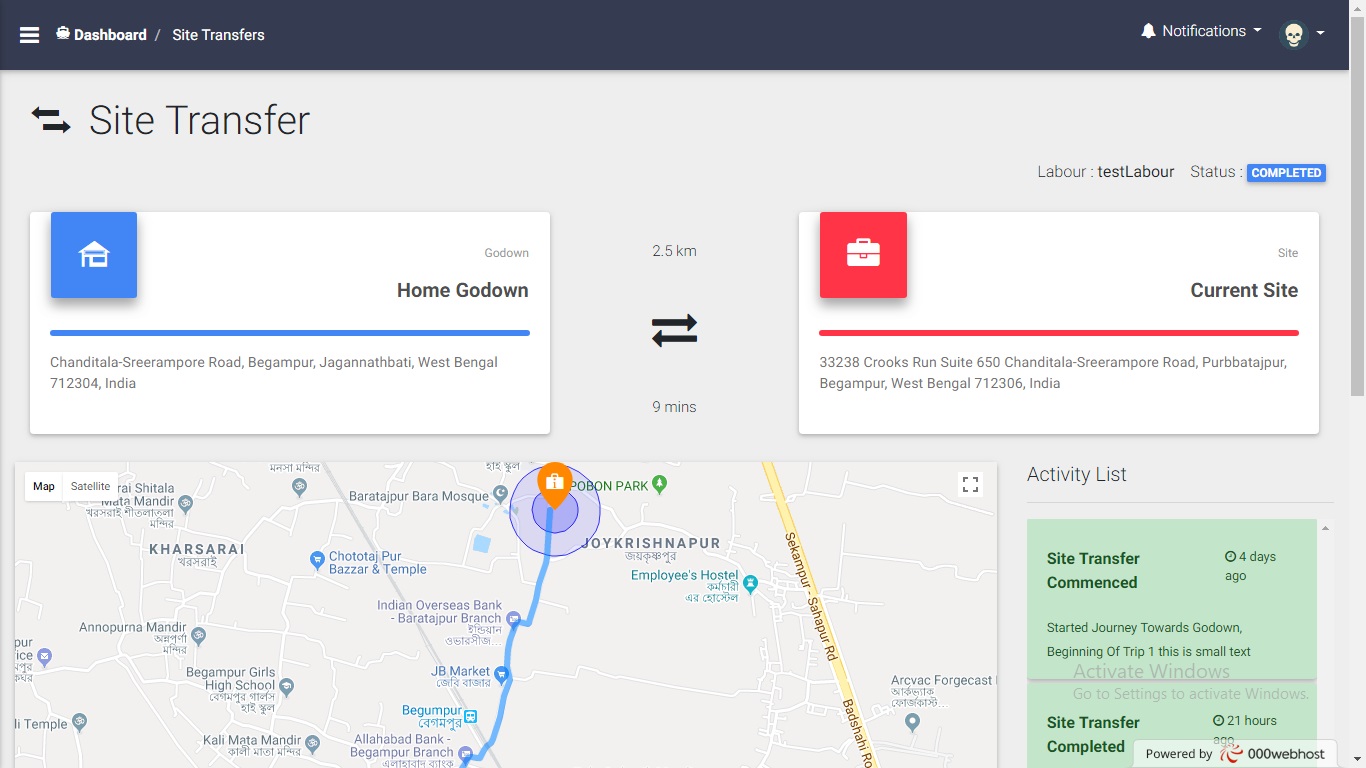 Dashboard / Site Transfers
Notifications
Site Transfer
Labour : testLabour Status : COMPLETED
Godown
Home Godown
Chanditala-Sreerampore Road, Begampur, Jagannathbati, West Bengal
712304, India
2.5 km
9 mins
Site
Current Site
33238 Crooks Run Suite 650 Chanditala-Sreerampore Road, Purbbatajpur,
Begampur, West Bengal 712306, India
Map Satellite
মনসা মন্দির
হাই স্কুল
rai Shitala
Mata Mandir
খরসরাই শীতলামাতা
মন্দির
Baratajpur Bara Mosque
POBON PARK
KHARSARAI
খরসরাই
JOYKRISHNAPUR
জয়কৃষ্ণপুর
Chototaj Pur
Bazzar & Temple
Employee's Hostel
কর্মচারী
এর হোস্টেল
Sekampur - Sahapur Rd
Indian Overseas Bank
- Baratajpur Branch
ইন্ডিয়ান
ওভারসীজ...
Annopurna Mandir
অন্নপূর্ণা
মন্দির
pur
fice
মপুর
কঘর
Begampur Girls
High School
বেগমপুর গার্লস
হাই স্কুল
JB Market
জেবি বাজার
Arcvac Forgecast
আর্কভ্যাক
ফোর্জকাস্ট...
Begumpur
বেগমপুর
Badshahi Ro
li Temple
Kali Mata Mandir
কালী মাতা মন্দির
Allahabad Bank -
Begampur Branch
এলাহাবাদ ব্যাংক
Activity List
Site Transfer
Commenced
4 days
ago
Started Journey Towards Godown,
Beginning Of Trip 1 this is small text
Activate Windows
Go to Settings to activate Windows.
Site Transfer
Completed
21 hours
ago
Powered by 000webhost